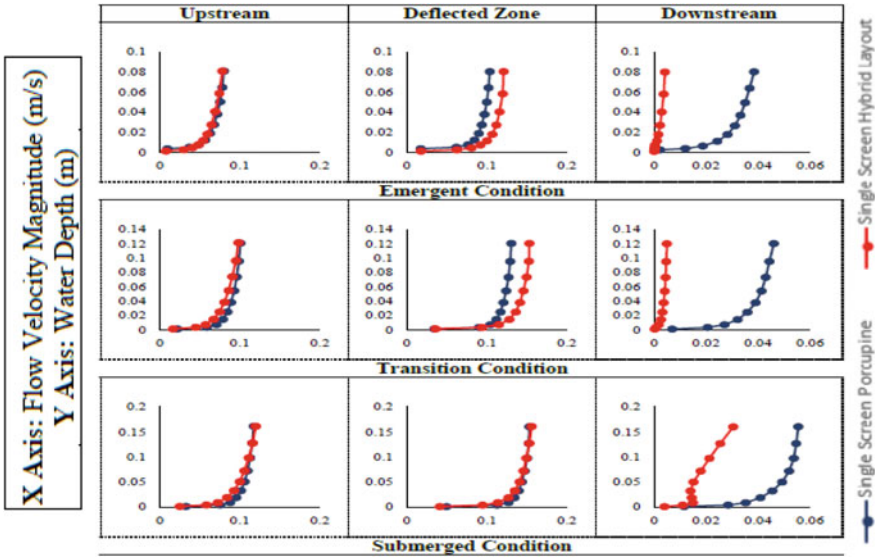 X Axis: Flow Velocity Magnitude (m/s)
Y Axis: Water Depth (m)
Upstream Deflected Zone Downstream
0.1 0.1 0.1
0.08 0.08 0.08
0.06 0.06 0.06
0.04 0.04 0.04
0.02 0.02 0.02
0 0 0
0 0.1 0.2 0 0.1 0.2 0 0.02 0.04 0.06
Emergent Condition
0.14 0.14 0.14
0.12 0.12 0.12
0.1 0.1 0.1
0.08 0.08 0.08
0.06 0.06 0.06
0.04 0.04 0.04
0.02 0.02 0.02
0 0 0
0 0.1 0.2 0 0.1 0.2 0 0.02 0.04 0.06
Transition Condition
0.2 0.2 0.2
0.15 0.15 0.15
0.1 0.1 0.1
0.05 0.05 0.05
0 0 0
0 0.1 0.2 0 0.1 0.2 0 0.02 0.04 0.06
Submerged Condition
Single Screen Porcupine
Single Screen Hybrid Layout